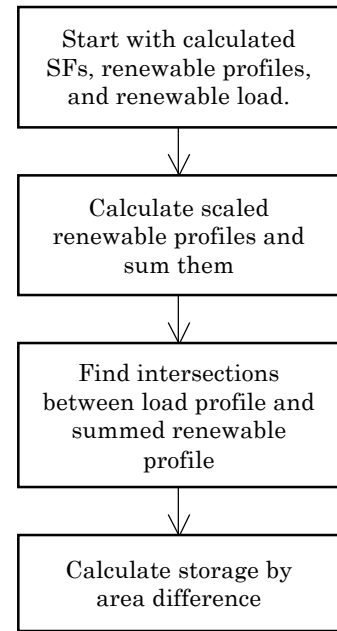 Start with calculated
SFs, renewable profiles,
and renewable load.
Calculate scaled
renewable profiles and
sum them
Find intersections
between load profile and
summed renewable
profile
Calculate storage by
area difference